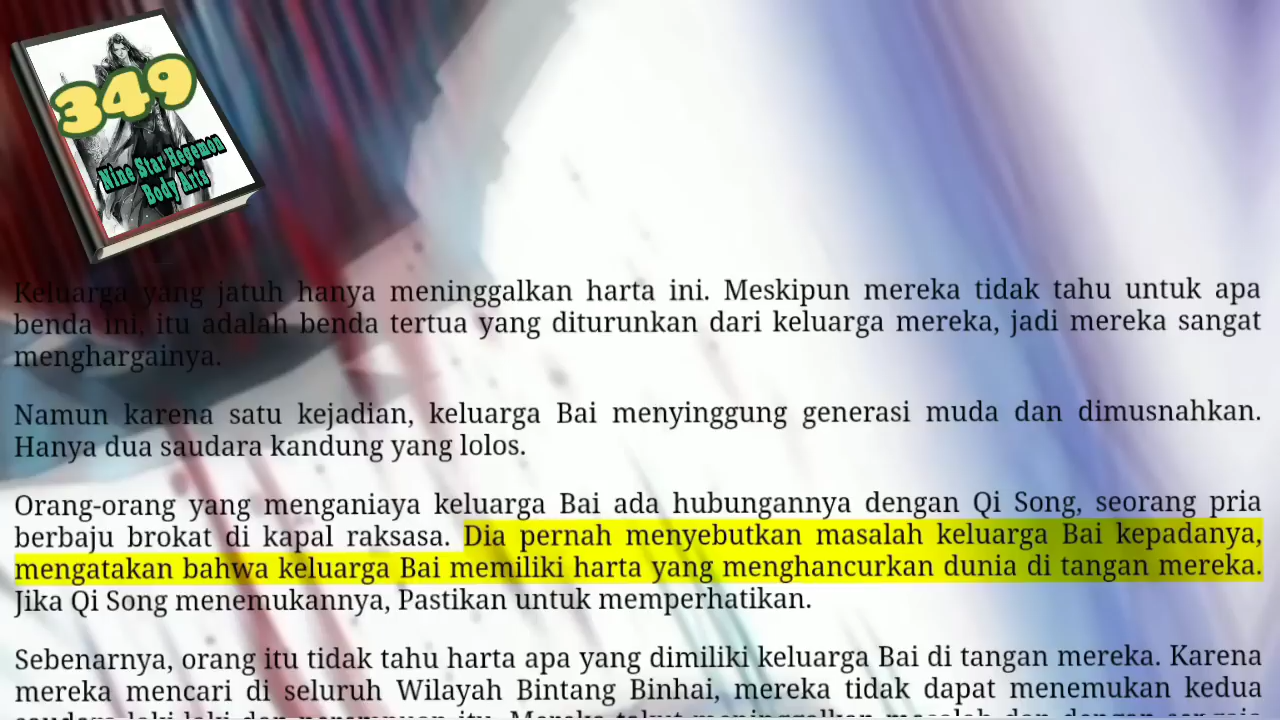 349
Nine Star Hegemon
Body Arts
Keluarga yang jatuh hanya meninggalkan harta ini. Meskipun mereka tidak tahu untuk apa
benda ini, itu adalah benda tertua yang diturunkan dari keluarga mereka, jadi mereka sangat
menghargainya.
Namun karena satu kejadian, keluarga Bai menyinggung generasi muda dan dimusnahkan.
Hanya dua saudara kandung yang lolos.
Orang-orang yang menganiaya keluarga Bai ada hubungannya dengan Qi Song, seorang pria
berbaju brokat di kapal raksasa. Dia pernah menyebutkan masalah keluarga Bai kepadanya,
mengatakan bahwa keluarga Bai memiliki harta yang menghancurkan dunia di tangan mereka.
Jika Qi Song menemukannya, Pastikan untuk memperhatikan.
Sebenarnya, orang itu tidak tahu harta apa yang dimiliki keluarga Bai di tangan mereka. Karena
mereka mencari di seluruh Wilayah Bintang Binhai, mereka tidak dapat menemukan kedua